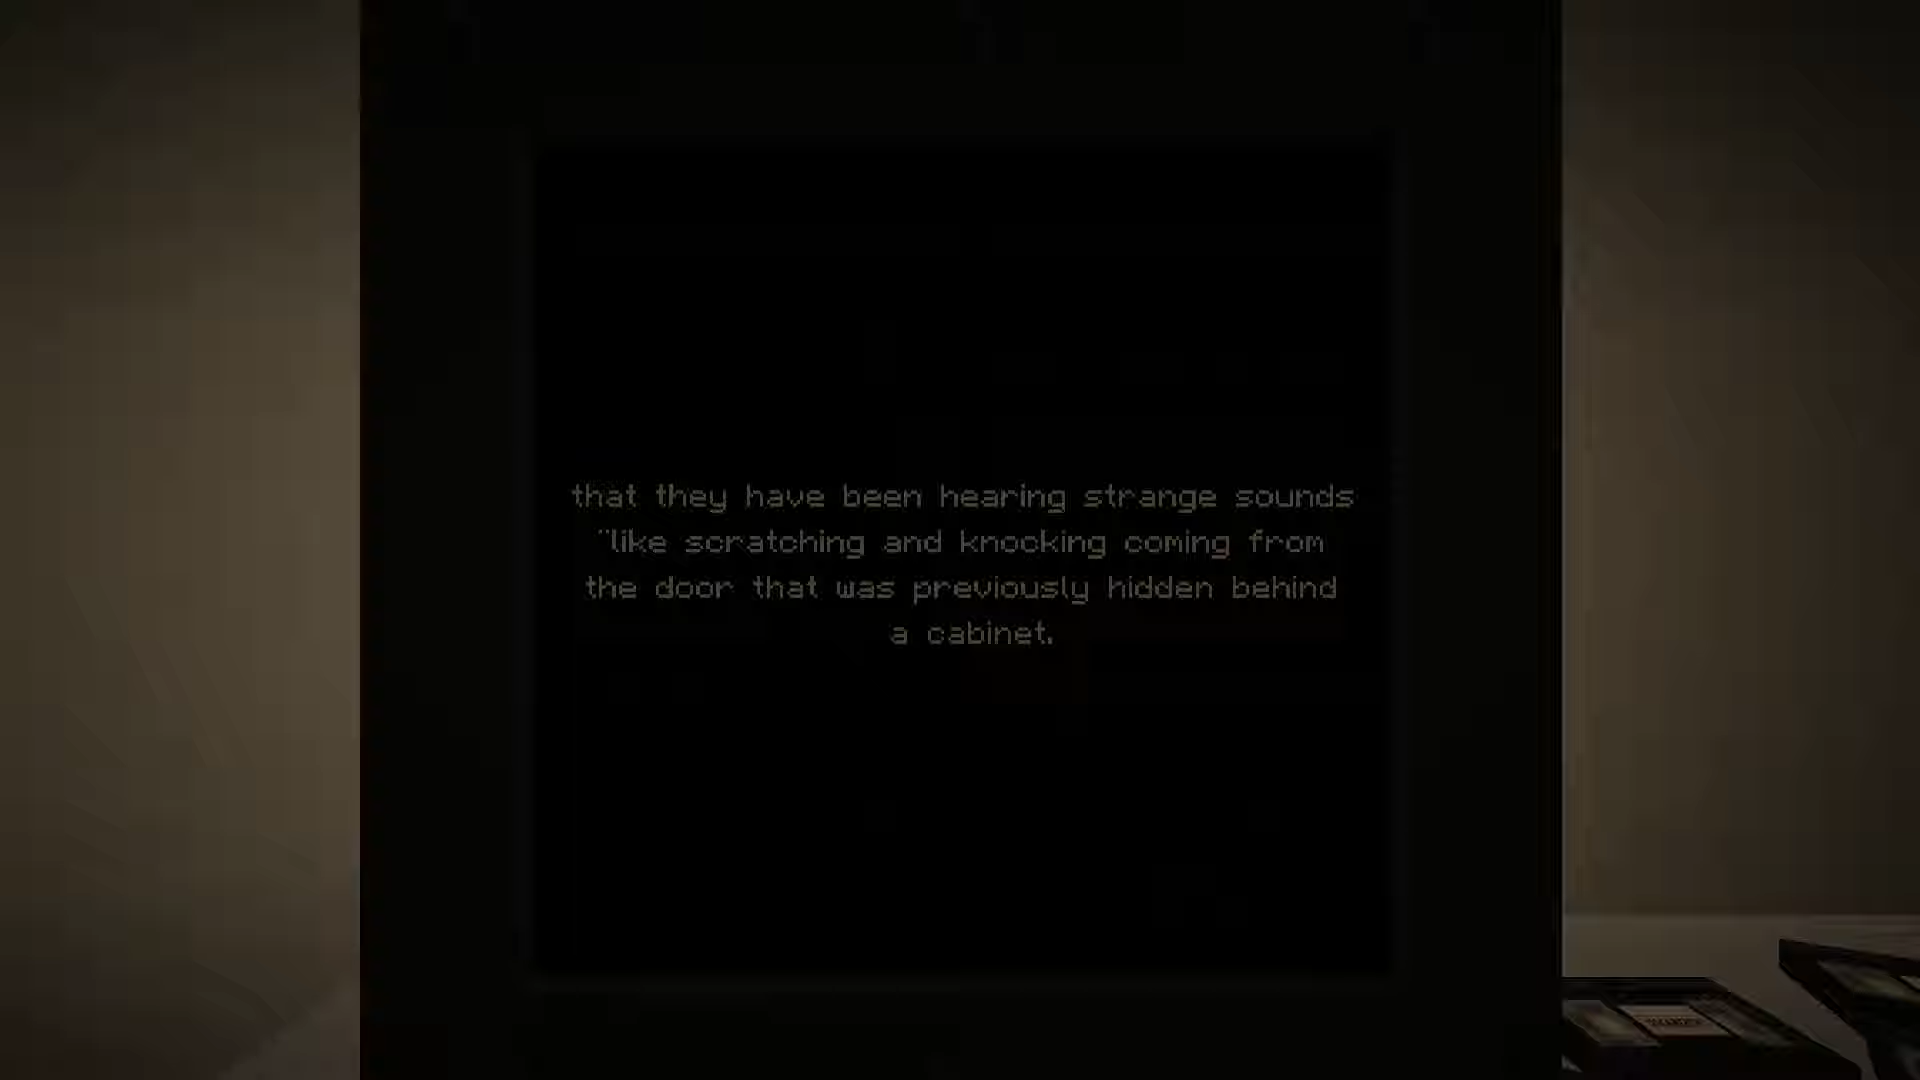 that they have been hearing strange sounds
"like scratching and knocking coming from
the door that was previously hidden behind
a cabinet.